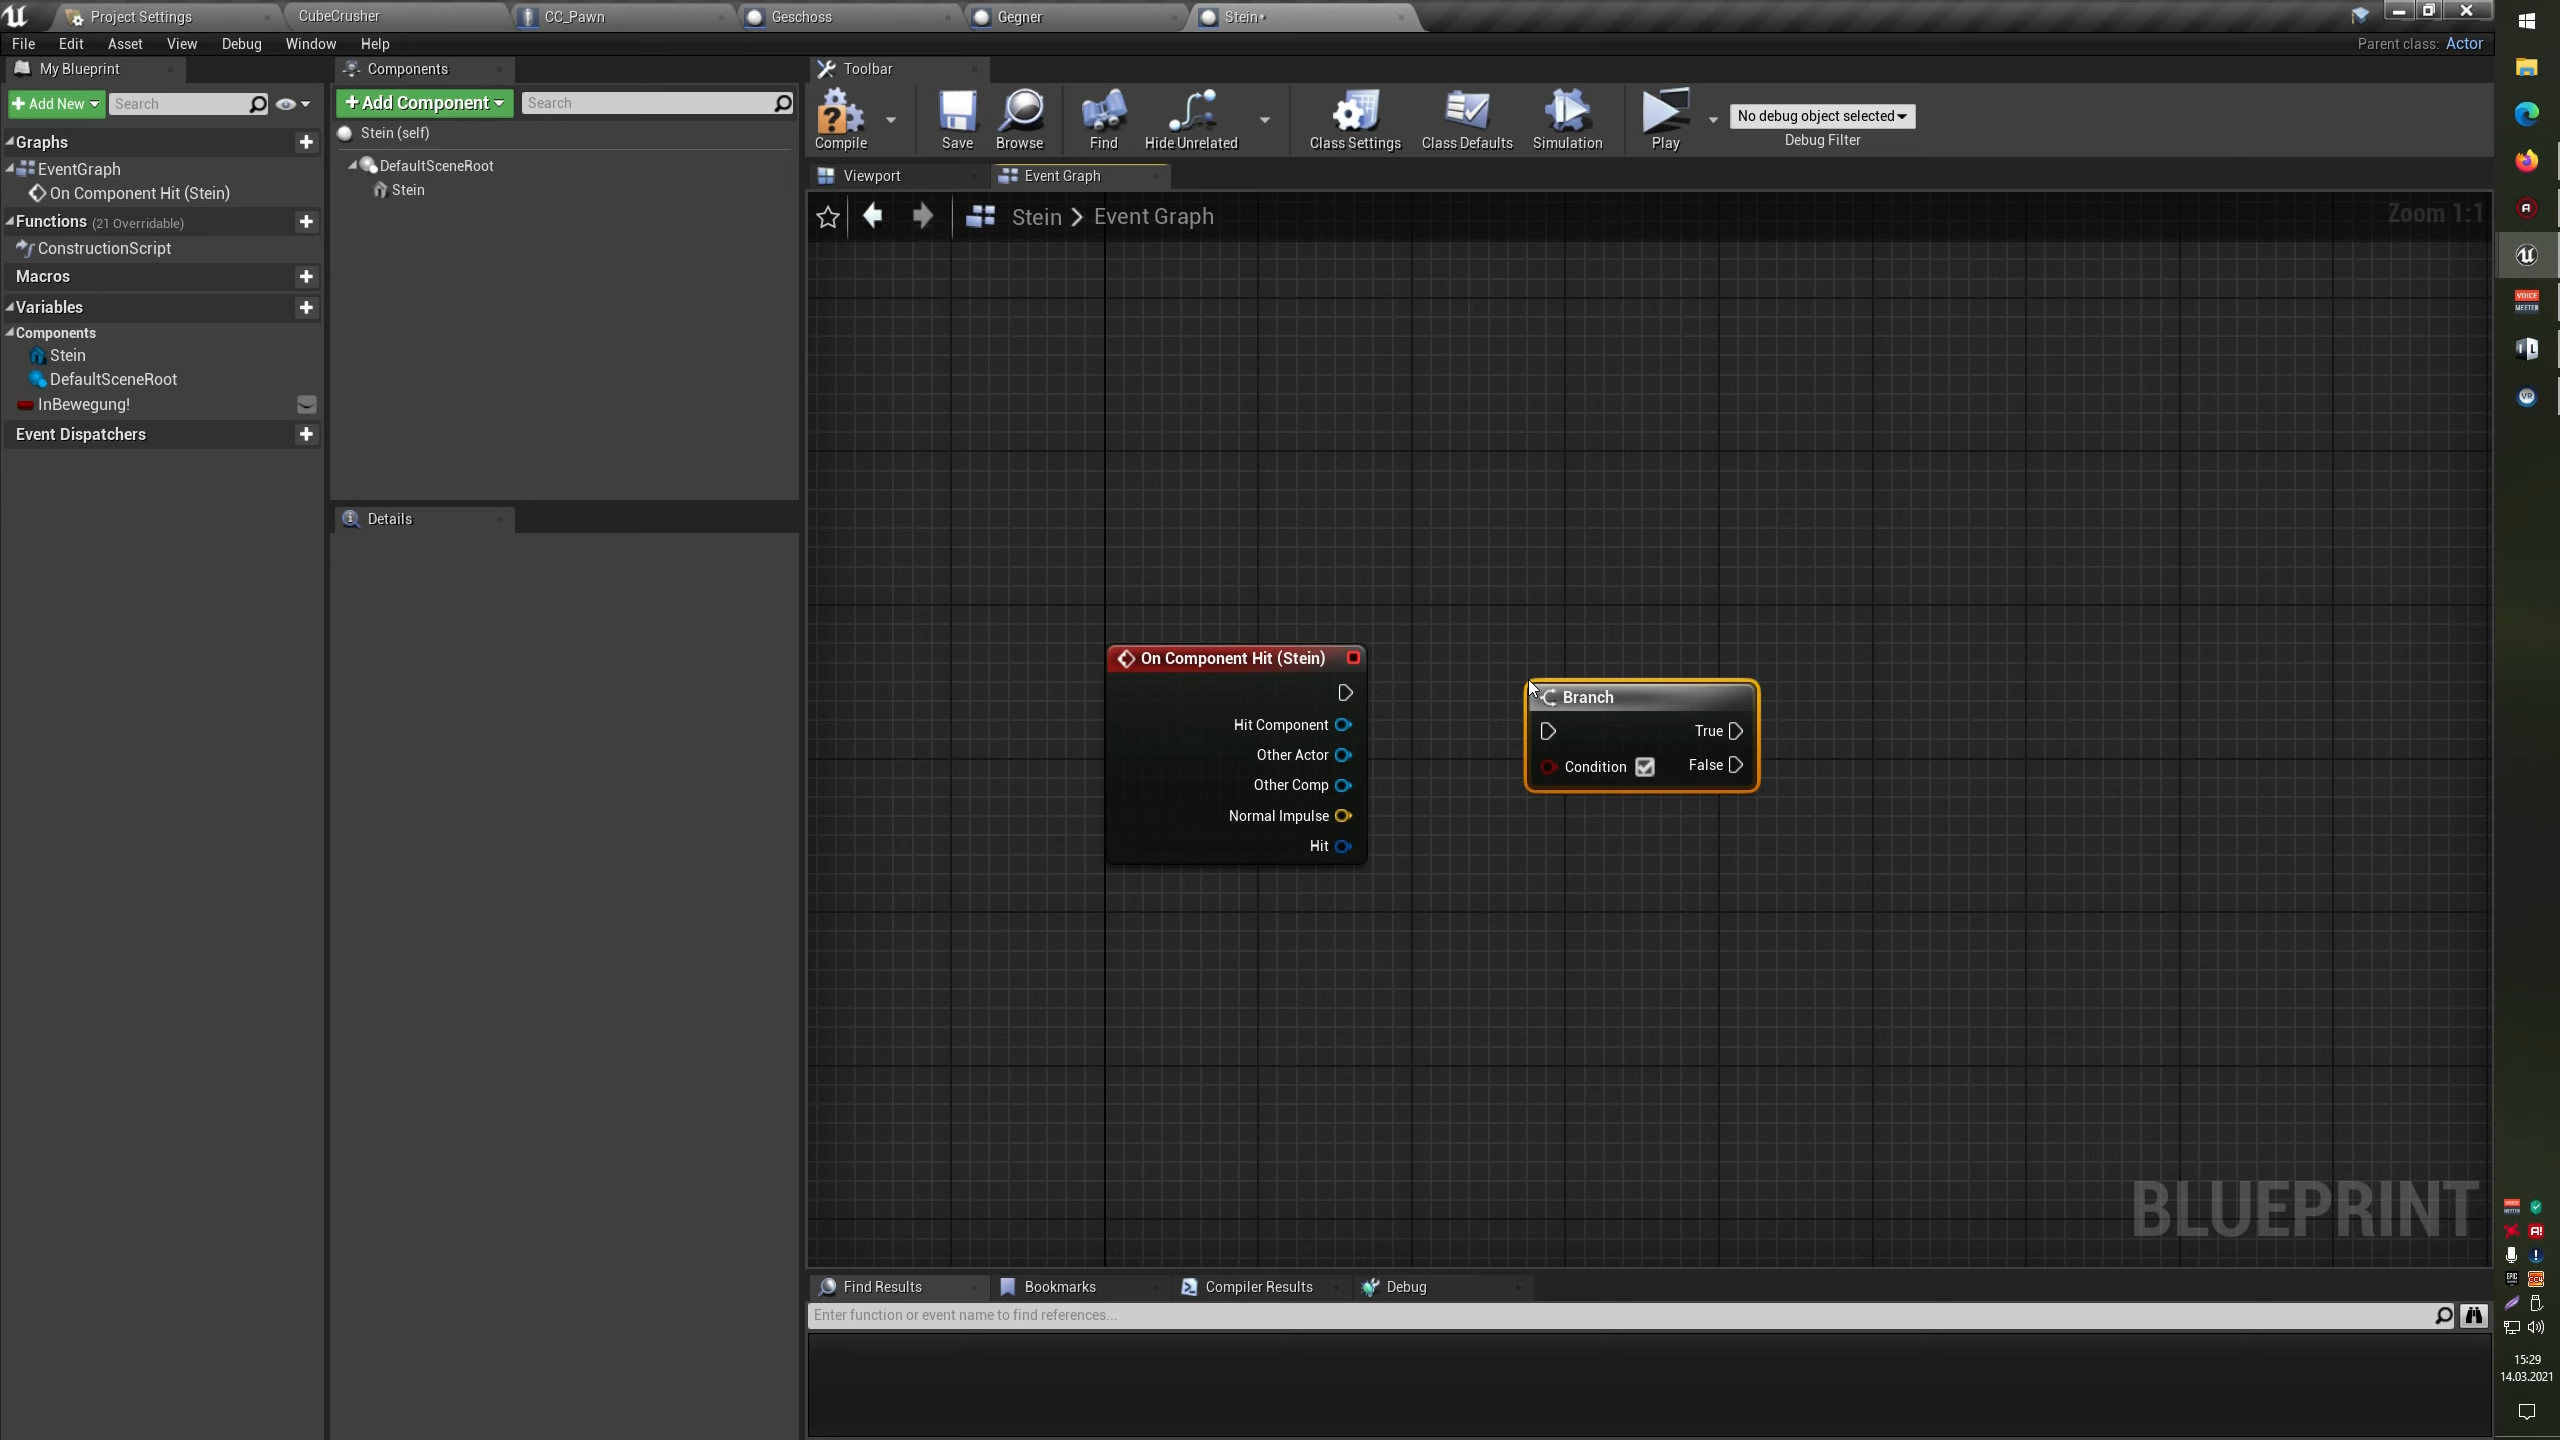 Project Settings
CubeCrusher
CC_Pawn
Geschoss
Gegner
Stein*
File Edit Asset View Debug Window Help
Parent class: Actor
My Blueprint
Components
Toolbar
Add New
Search
Add Component
Search
Stein (self)
DefaultSceneRoot
Stein
Graphs
EventGraph
On Component Hit (Stein)
Functions (21 Overridable)
ConstructionScript
Macros
Variables
Components
Stein
DefaultSceneRoot
InBewegung!
Event Dispatchers
Details
Compile
Save
Browse
Find
Hide Unrelated
Class Settings
Class Defaults
Simulation
Play
No debug object selected
Debug Filter
Viewport
Event Graph
Stein > Event Graph
Zoom 1:1
On Component Hit (Stein)
Hit Component
Other Actor
Other Comp
Normal Impulse
Hit
Branch
True
Condition
False
BLUEPRINT
Find Results
Bookmarks
Compiler Results
Debug
Enter function or event name to find references...
VOICE
MEETER
VR
15:29
14.03.2021